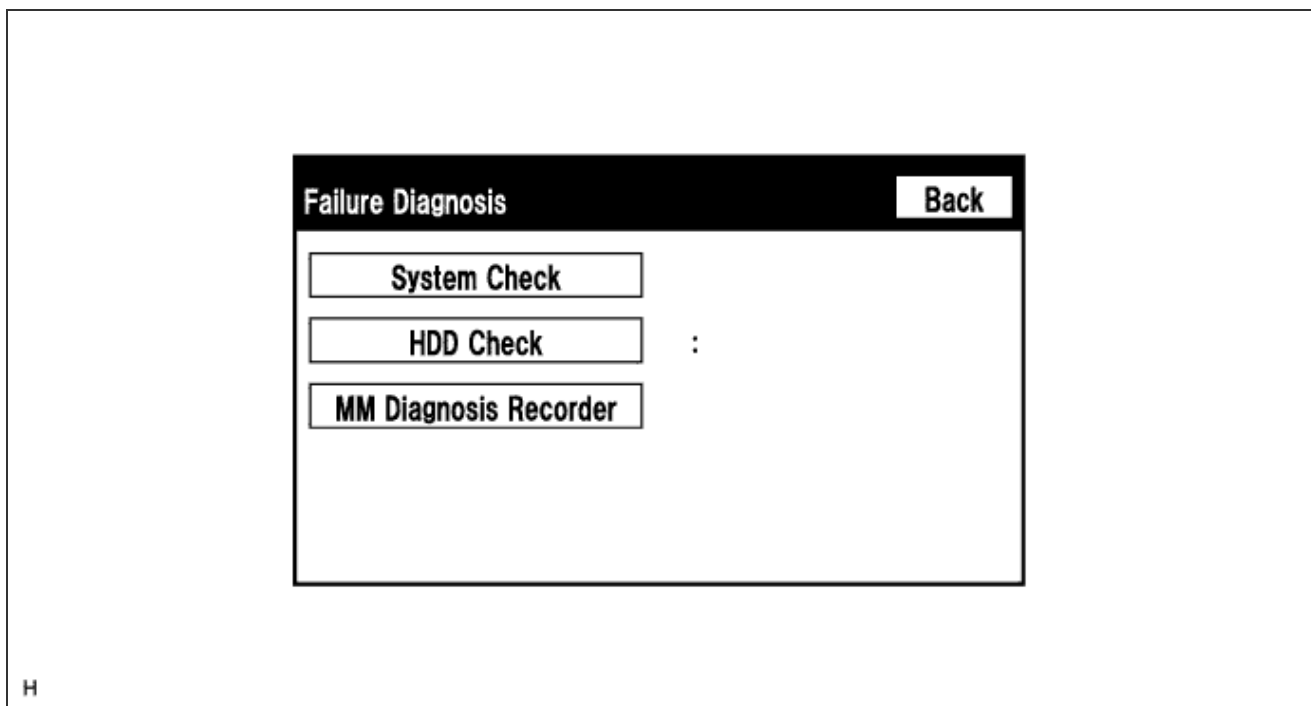 Failure Diagnosis Back
System Check
HDD Check :
MM Diagnosis Recorder
H